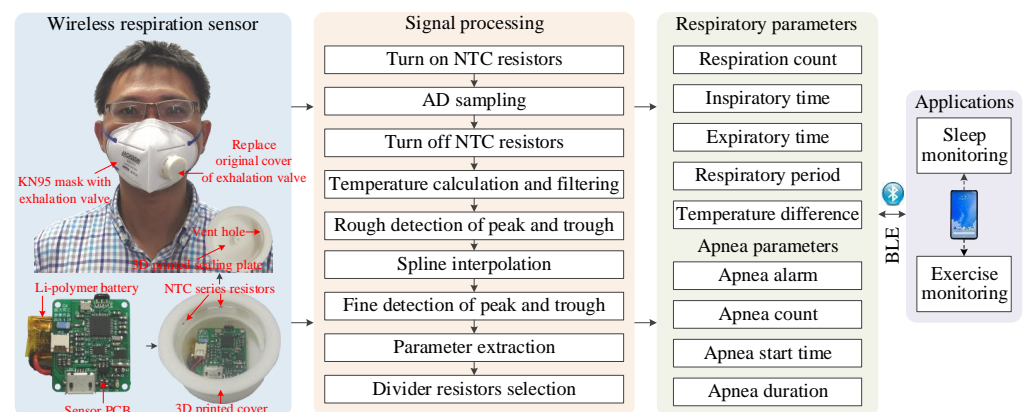 Wireless respiration sensor
Replace
original cover
of exhalation valve
KN95 mask with
exhalation valve
Vent hole
3D printed sealing plate
Li-polymer battery
NTC series resistors
Sensor PCB
3D printed cover
Signal processing
Turn on NTC resistors
AD sampling
Turn off NTC resistors
Temperature calculation and filtering
Rough detection of peak and trough
Spline interpolation
Fine detection of peak and trough
Parameter extraction
Divider resistors selection
Respiratory parameters
Respiration count
Inspiratory time
Expiratory time
Respiratory period
Temperature difference
Apnea parameters
Apnea alarm
Apnea count
Apnea start time
Apnea duration
BLE
Applications
Sleep
monitoring
Exercise
monitoring